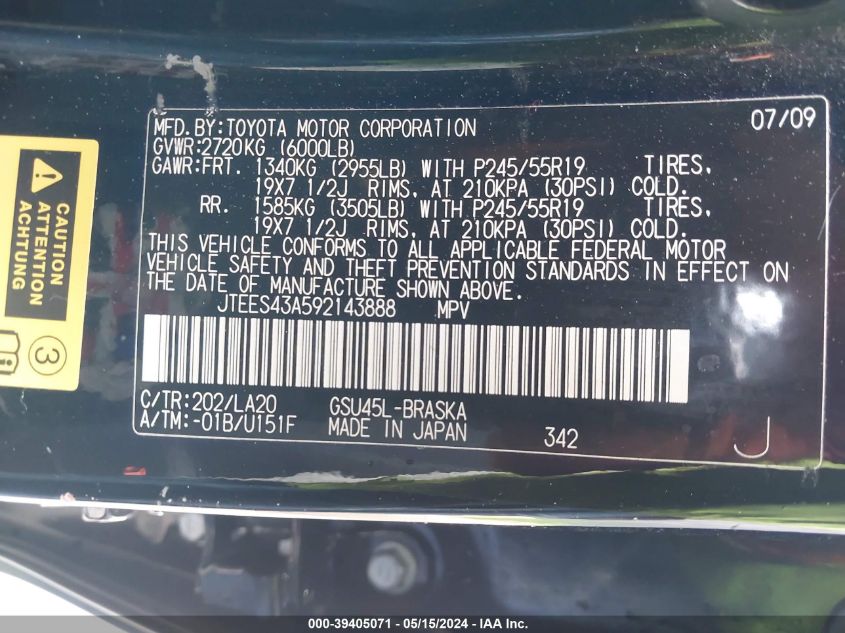 MFD.BY:TOYOTA MOTOR CORPORATION 07/09
GVWR:2720KG (6000LB)
GAWR:FRT. 1340KG (2955LB) WITH P245/55R19 TIRES,
19X7 1/2J RIMS, AT 210KPA (30PSI) COLD.
RR. 1585KG (3505LB) WITH P245/55R19 TIRES,
19X7 1/2J RIMS, AT 210KPA (30PSI) COLD.
THIS VEHICLE CONFORMS TO ALL APPLICABLE FEDERAL MOTOR
VEHICLE SAFETY AND THEFT PREVENTION STANDARDS IN EFFECT ON
THE DATE OF MANUFACTURE SHOWN ABOVE.
JTEES43A592143888 MPV
C/TR:202/LA20 GSU45L-BRASKA
A/TM:-01B/U151F MADE IN JAPAN 342 J
CAUTION
ATTENTION
ACHTUNG
3
000-39405071 - 05/15/2024 - IAA Inc.